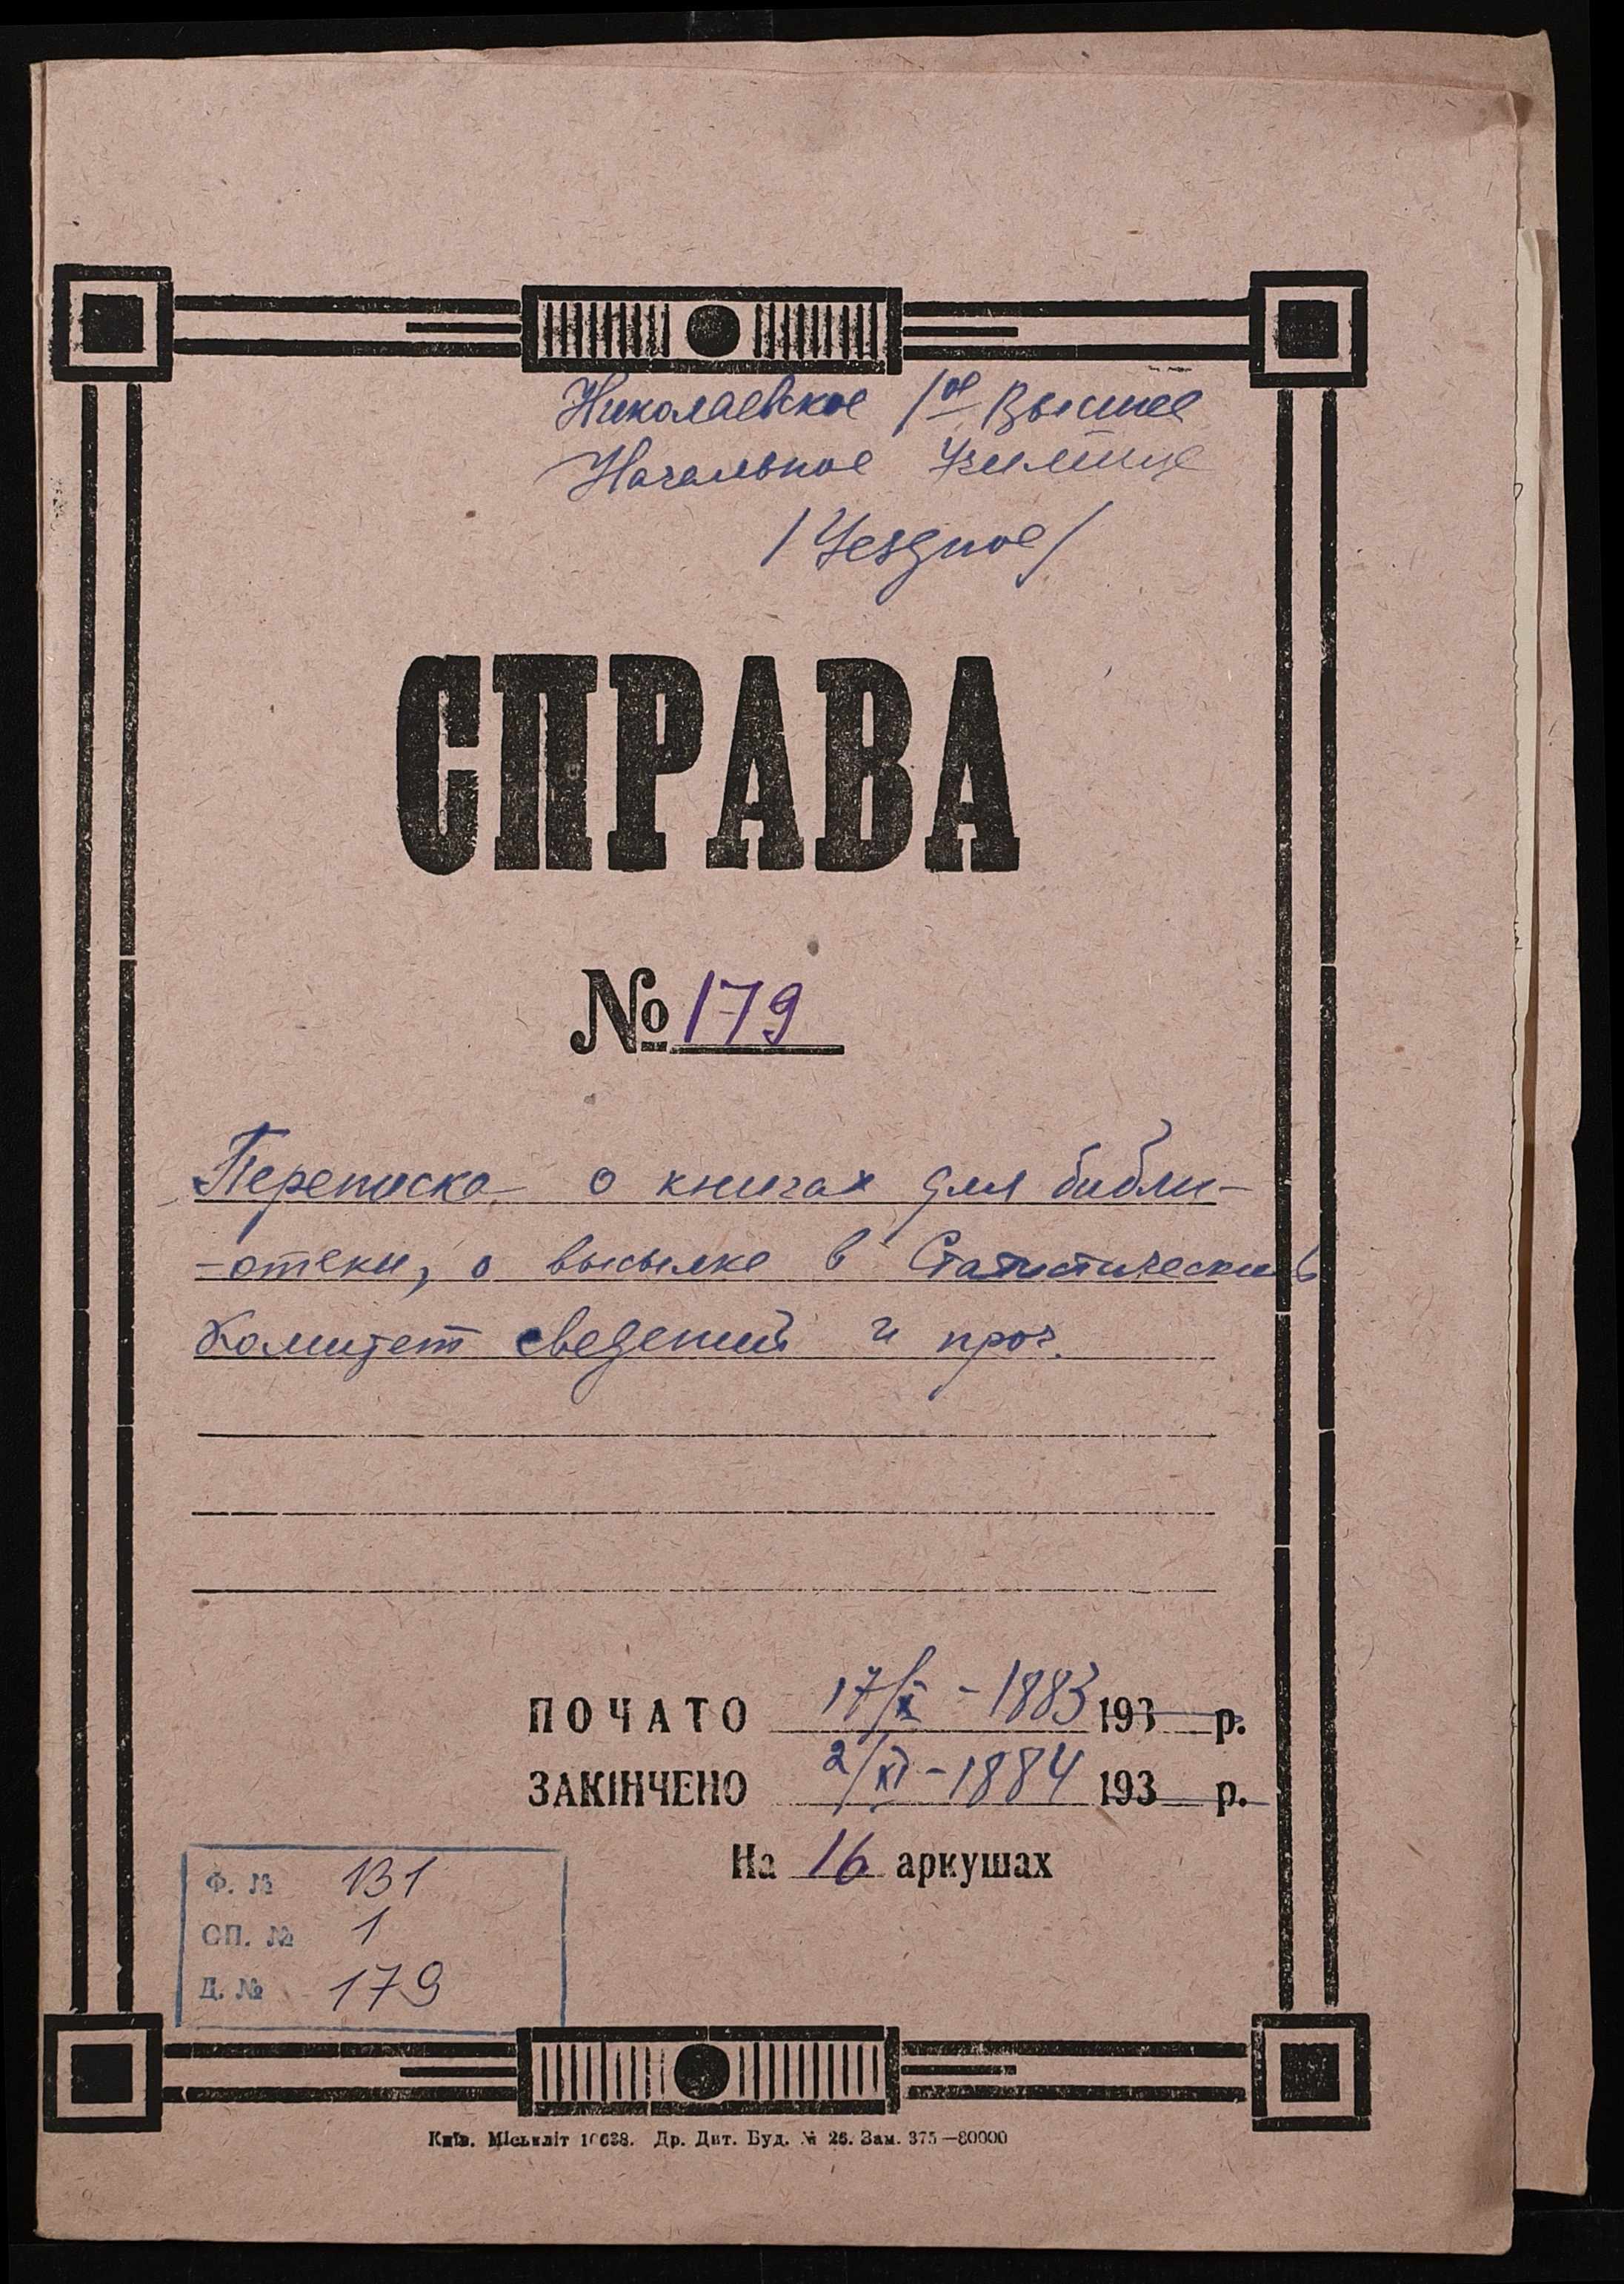 Николаевское 1ое Высшее
Начальное Училище
/Уездное/
СПРАВА
№ 179
Переписка о книгах для библи-
-отеки, о высылке в Статистический
Комитет сведений и проч.
ПОЧАТО 17/X - 1883 193 р.
ЗАКІНЧЕНО 2/XI - 1884 193 р.
На 16 аркушах
Ф. № 131
ОП. № 1
Д. № 179
Київ. Міськліт Др. Дит. Буд. № 26. Зам. 375—80000